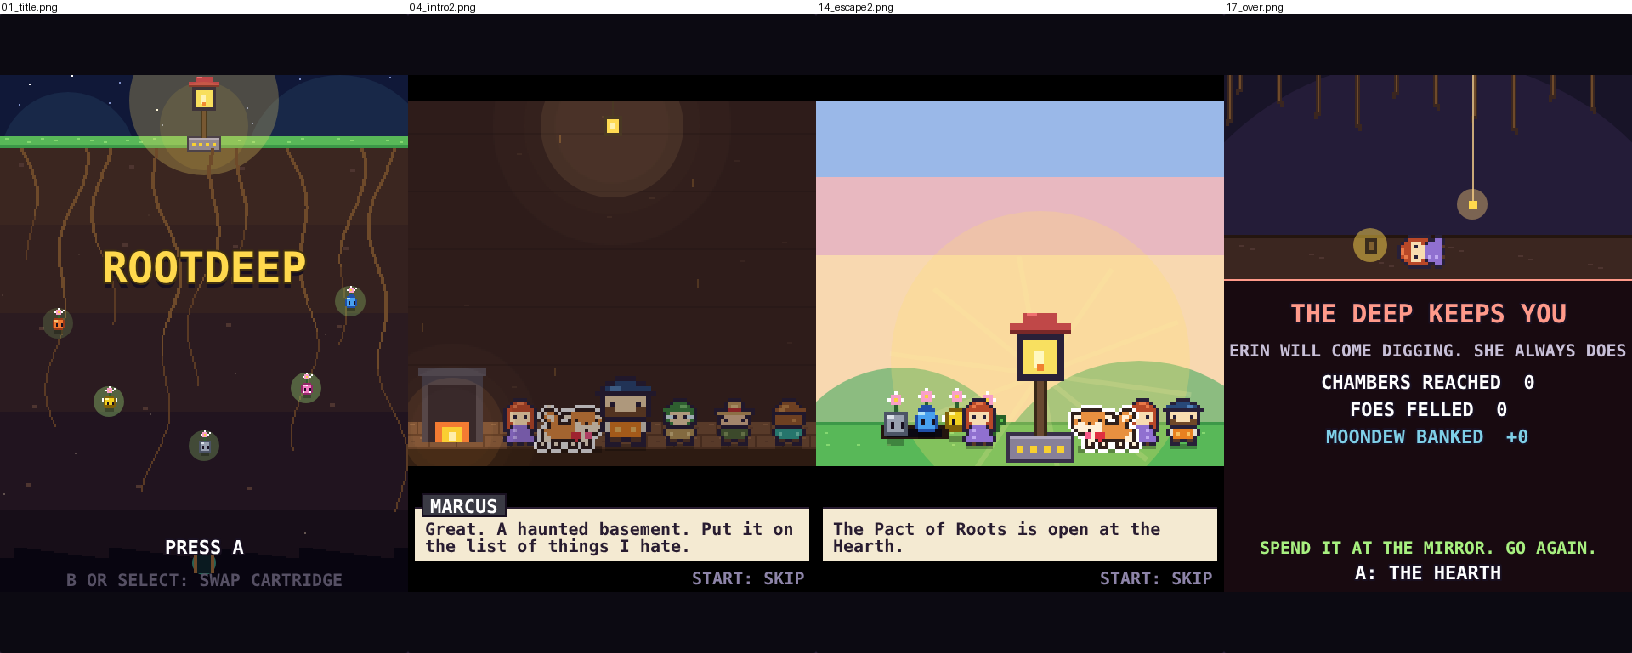 01_title.png
04_intro2.png
14_escape2.png
17_over.png
ROOTDEEP
PRESS A
B OR SELECT: SWAP CARTRIDGE
MARCUS
Great. A haunted basement. Put it on
the list of things I hate.
START: SKIP
The Pact of Roots is open at the
Hearth.
START: SKIP
THE DEEP KEEPS YOU
ERIN WILL COME DIGGING. SHE ALWAYS DOES
CHAMBERS REACHED 0
FOES FELLED 0
MOONDEW BANKED +0
SPEND IT AT THE MIRROR. GO AGAIN.
A: THE HEARTH